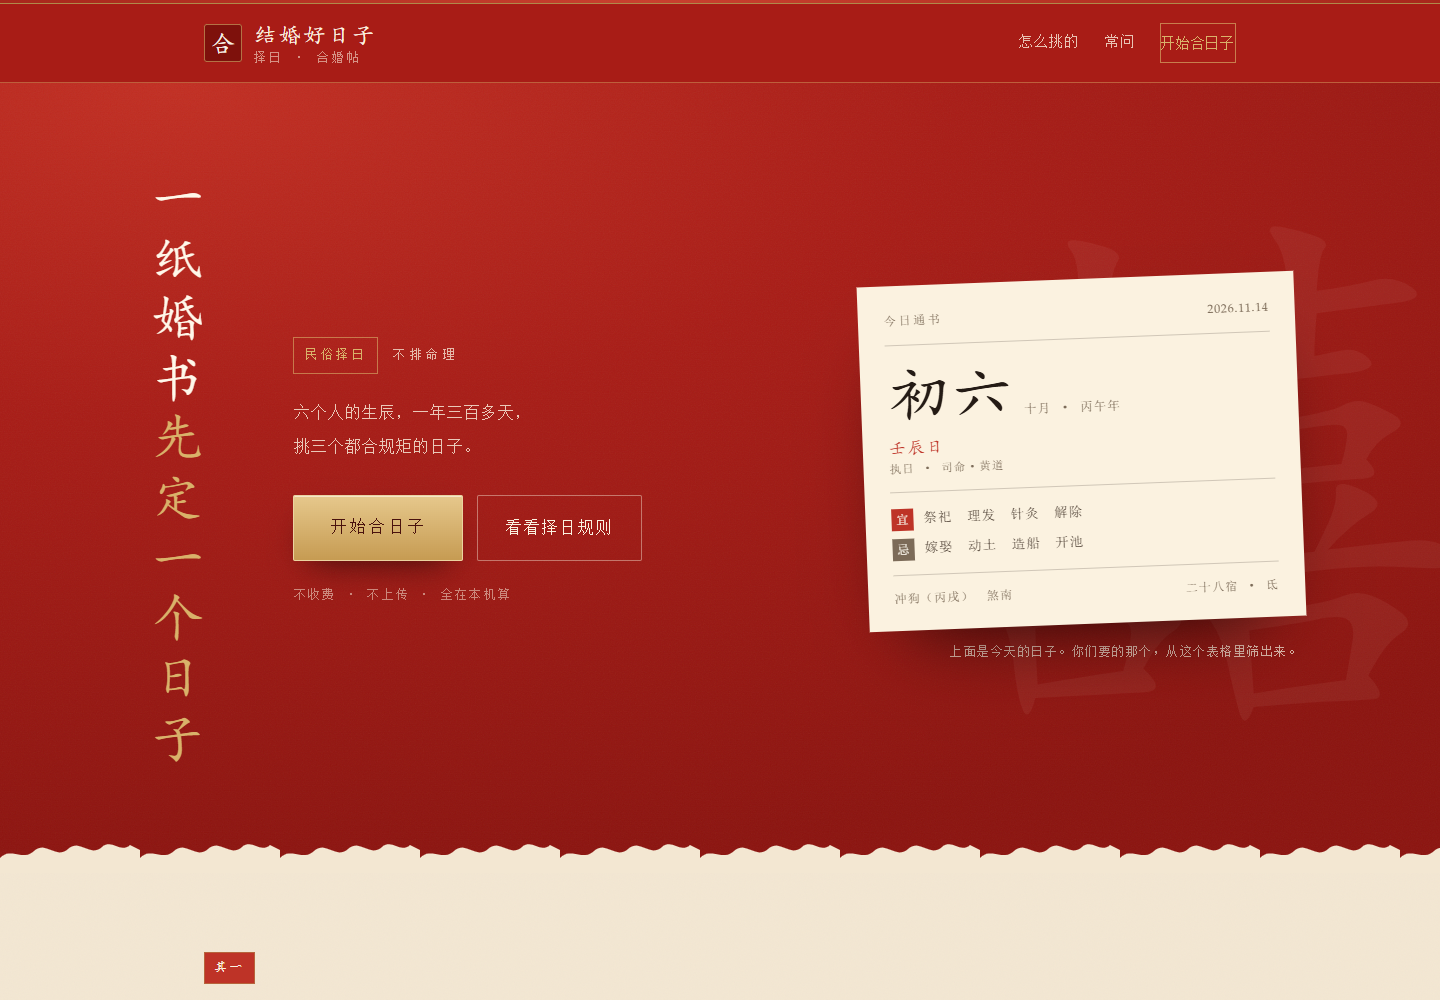 合
结婚好日子
择日 · 合婚帖
怎么挑的
常问
开始合日子
一纸婚书先定一个日子
民俗择日
不排命理
六个人的生辰，一年三百多天，
挑三个都合规矩的日子。
开始合日子
看看择日规则
不收费 · 不上传 · 全在本机算
囍
今日通书
2026.11.14
初六
十月 • 丙午年
壬辰日
执日 • 司命•黄道
宜 祭祀 理发 针灸 解除
忌 嫁娶 动土 造船 开池
冲狗（丙戌） 煞南
二十八宿 • 氐
上面是今天的日子。你们要的那个，从这个表格里筛出来。
其一